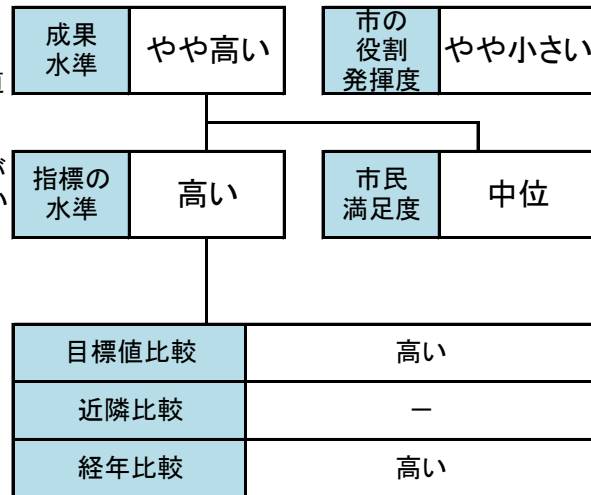 成果
水準
やや高い
市の
役割
発揮度
やや小さい
が
い
指標の
水準
高い
市民
満足度
中位
目標値比較
高い
近隣比較
－
経年比較
高い